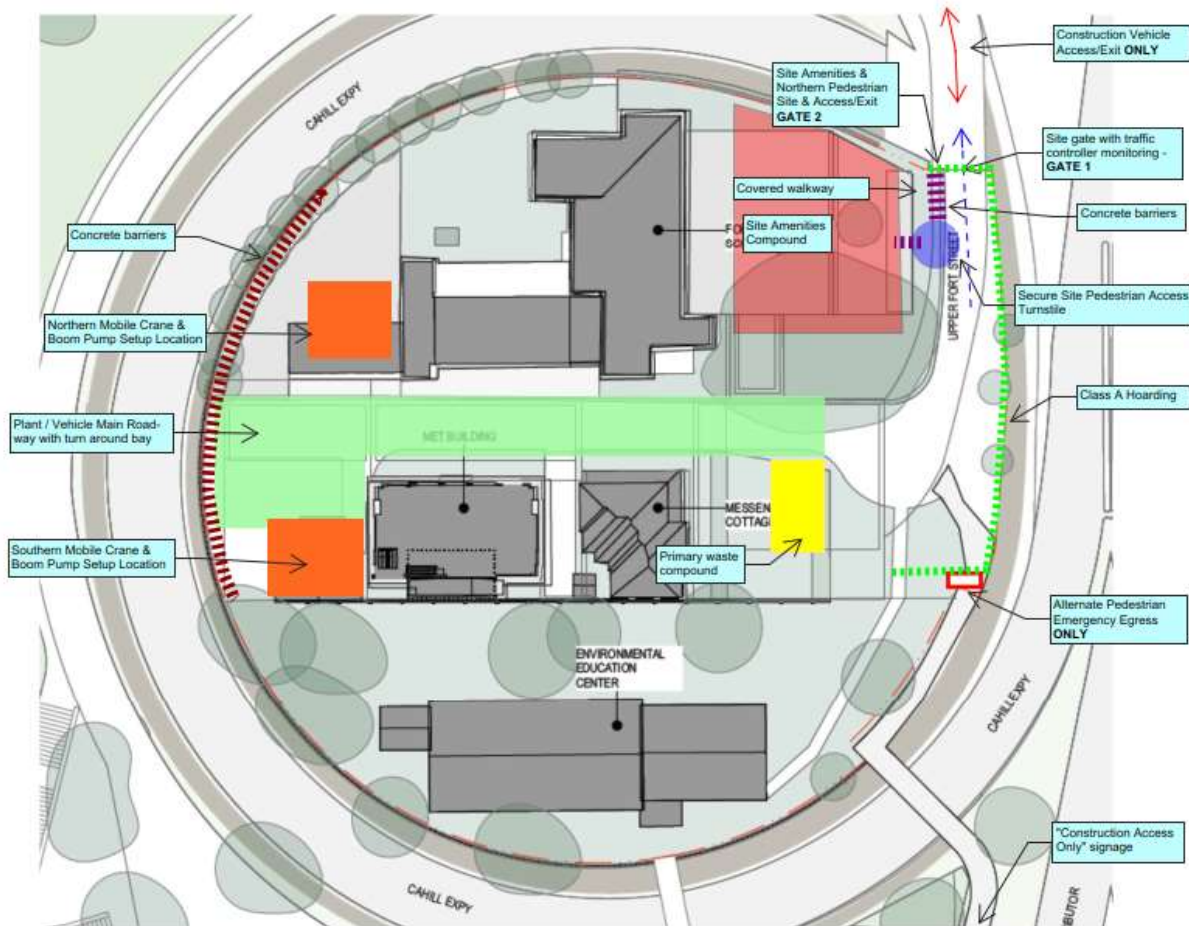 Construction Vehicle
Access/Exit ONLY
Site Amenities &
Northern Pedestrian
Site & Access/Exit
GATE 2
CAHILL EXPY
Site gate with traffic
controller monitoring -
GATE 1
Covered walkway
Concrete barriers
Concrete barriers
Site Amenities
Compound
UPPER FORT STREET
Secure Site Pedestrian Access
Turnstile
Northern Mobile Crane &
Boom Pump Setup Location
Class A Hoarding
Plant / Vehicle Main Road-
way with turn around bay
MET BUILDING
MESSEN
COTTAG
Southern Mobile Crane &
Boom Pump Setup Location
Primary waste
compound
Alternate Pedestrian
Emergency Egress
ONLY
ENVIRONMENTAL
EDUCATION
CENTER
CAHILL EXPY
"Construction Access
Only" signage
CAHILL EXPY
BUTOR